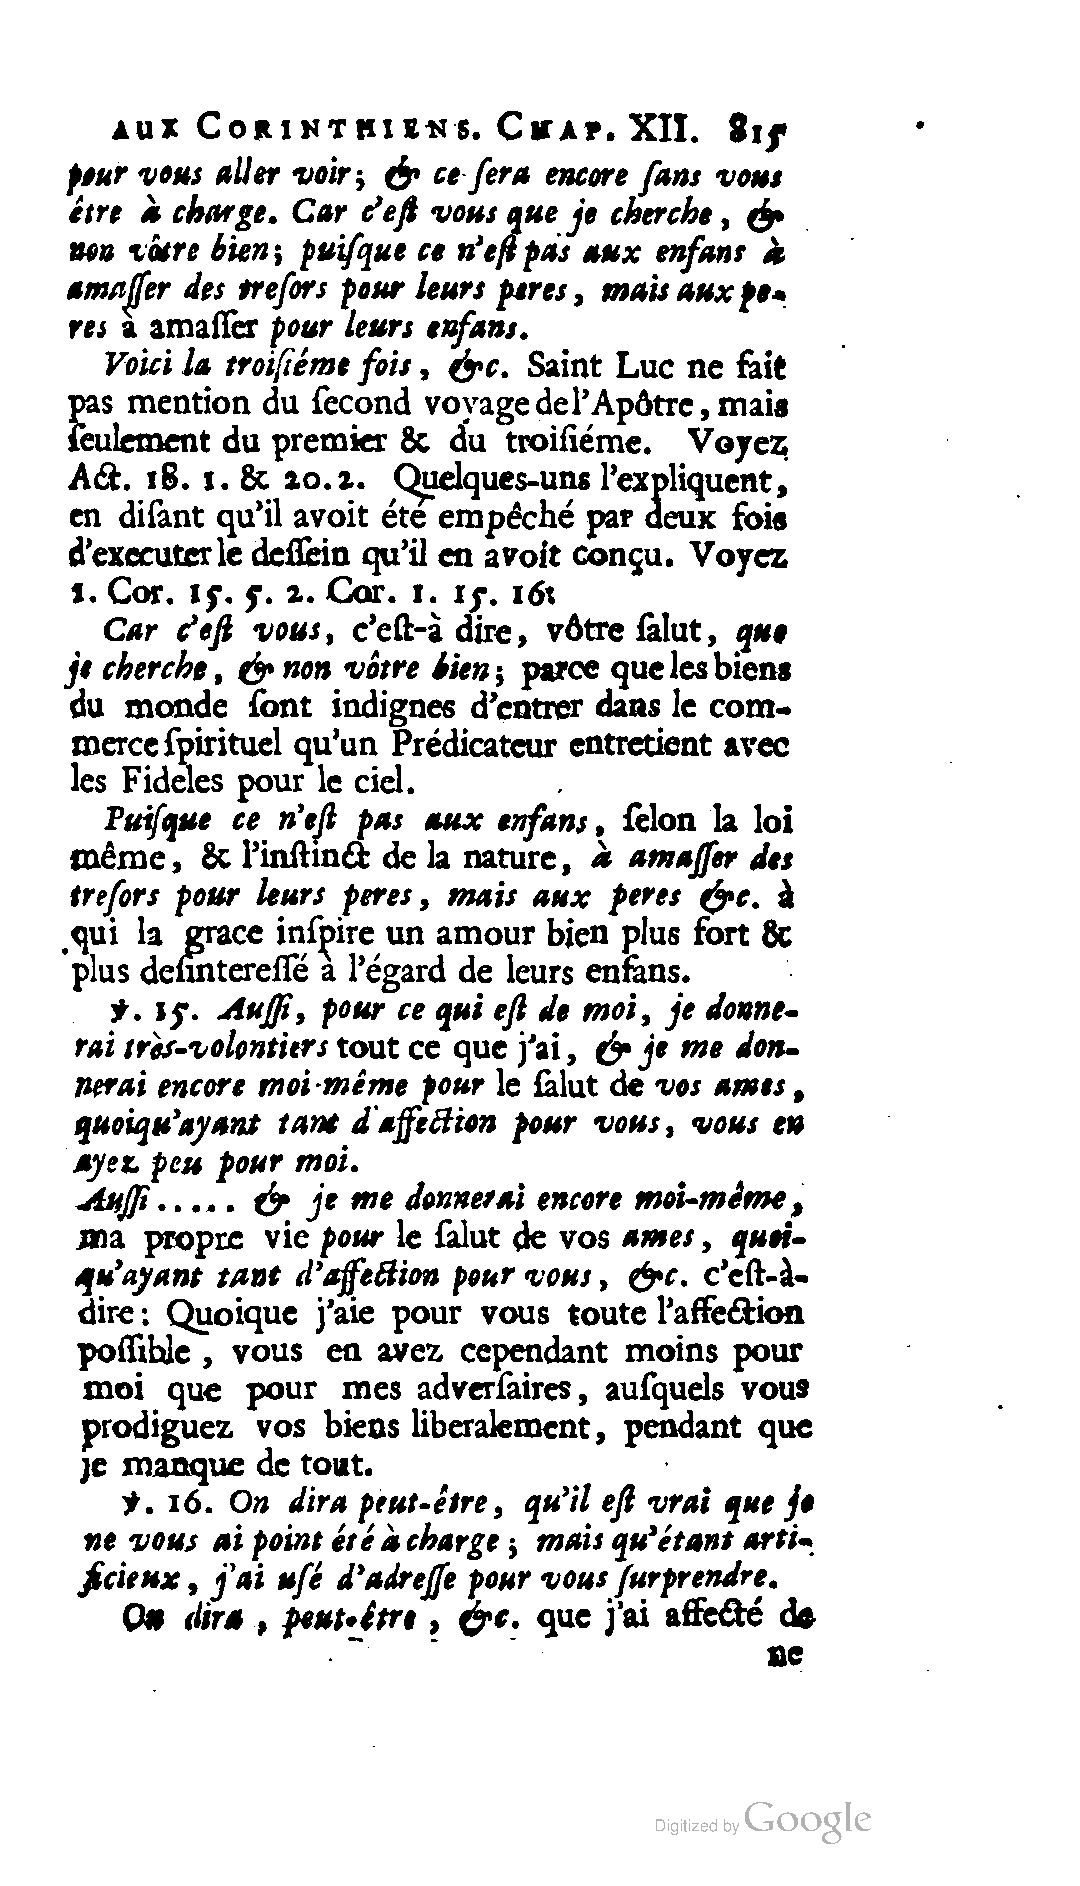 AUX CORINTHIENS. CHAP. XII. 815
pour vous aller voir; & ce sera encore ſans vous
être à charge. Car c'eſt vous que je cherche, &
non vôtre bien; puiſque ce n'eſt pas aux enfans à
amaſſer des treſors pour leurs peres, mais aux pe-
res à amaſſer pour leurs enfans.
Voici la troiſiéme fois, &c. Saint Luc ne fait
pas mention du ſecond voyage de l'Apôtre, mais
ſeulement du premier & du troiſiéme. Voyez
Act. 18. 1. & 20. 2. Quelques-uns l'expliquent,
en diſant qu'il avoit été empêché par deux fois
d'executer le deſſein qu'il en avoit conçu. Voyez
1. Cor. 15. 5. 2. Cor. 1. 15. 16:
Car c'eſt vous, c'eſt-à dire, vôtre ſalut, que
je cherche, & non vôtre bien; parce que les biens
du monde ſont indignes d'entrer dans le com-
merce ſpirituel qu'un Prédicateur entretient avec
les Fideles pour le ciel.
Puiſque ce n'eſt pas aux enfans, ſelon la loi
même, & l'inſtinct de la nature, à amaſſer des
treſors pour leurs peres, mais aux peres &c. à
qui la grace inſpire un amour bien plus fort &
plus deſintereſſé à l'égard de leurs enfans.
℣. 15. Auſſi, pour ce qui eſt de moi, je donne-
rai très-volontiers tout ce que j'ai, & je me don-
nerai encore moi-même pour le ſalut de vos ames,
quoiqu'ayant tant d'affection pour vous, vous en
ayez peu pour moi.
Auſſi..... & je me donnerai encore moi-même,
ma propre vie pour le ſalut de vos ames, quoi-
qu'ayant tant d'affection pour vous, &c. c'eſt-à-
dire: Quoique j'aie pour vous toute l'affection
poſſible, vous en avez cependant moins pour
moi que pour mes adverſaires, auſquels vous
prodiguez vos biens liberalement, pendant que
je manque de tout.
℣. 16. On dira peut-être, qu'il eſt vrai que je
ne vous ai point été à charge; mais qu'étant arti-
ficieux, j'ai uſé d'adreſſe pour vous ſurprendre.
On dira, peut-être, &c. que j'ai affecté de
ne
Digitized by Google